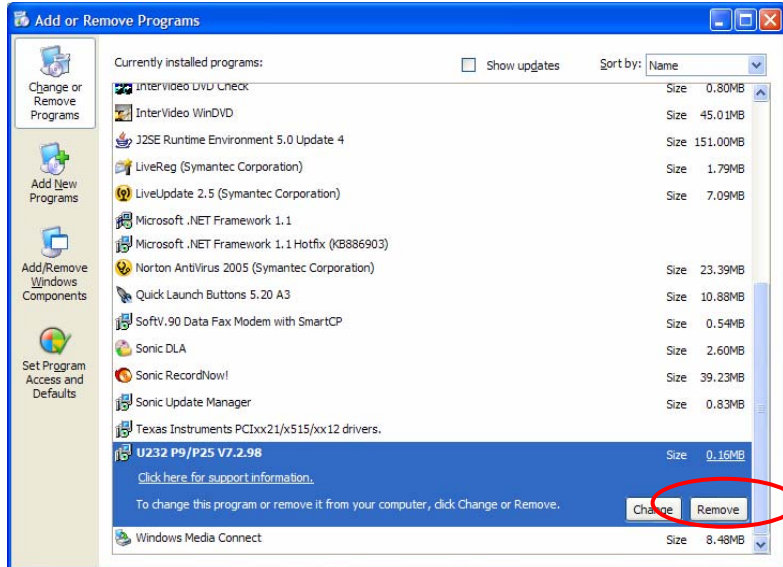 Add or Remove Programs
Change or
Remove
Programs
Add New
Programs
Add/Remove
Windows
Components
Set Program
Access and
Defaults
Currently installed programs:
Show updates
Sort by: Name
InterVideo DVD Check Size 0.80MB
InterVideo WinDVD Size 45.01MB
J2SE Runtime Environment 5.0 Update 4 Size 151.00MB
LiveReg (Symantec Corporation) Size 1.79MB
LiveUpdate 2.5 (Symantec Corporation) Size 7.09MB
Microsoft .NET Framework 1.1
Microsoft .NET Framework 1.1 Hotfix (KB886903)
Norton AntiVirus 2005 (Symantec Corporation) Size 23.39MB
Quick Launch Buttons 5.20 A3 Size 10.88MB
SoftV.90 Data Fax Modem with SmartCP Size 0.54MB
Sonic DLA Size 2.60MB
Sonic RecordNow! Size 39.23MB
Sonic Update Manager Size 0.83MB
Texas Instruments PCIxx21/x515/xx12 drivers.
U232 P9/P25 V7.2.98 Size 0.16MB
Click here for support information.
To change this program or remove it from your computer, click Change or Remove.
Change Remove
Windows Media Connect Size 8.48MB